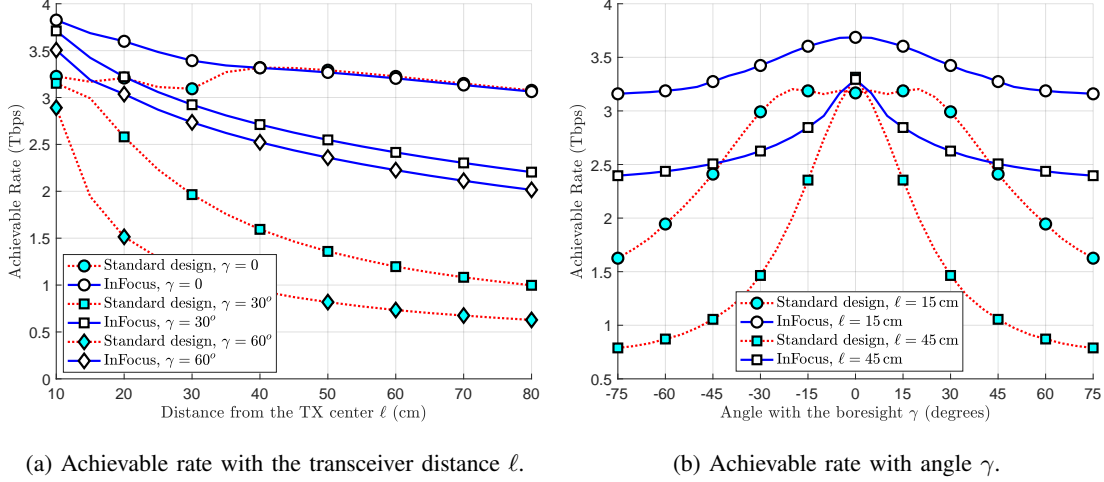 4
3.5
3
2.5
2
1.5
1
0.5
0
Achievable Rate (Tbps)
Standard design, γ = 0
InFocus, γ = 0
Standard design, γ = 30°
InFocus, γ = 30°
Standard design, γ = 60°
InFocus, γ = 60°
10 20 30 40 50 60 70 80
Distance from the TX center ℓ (cm)
(a) Achievable rate with the transceiver distance ℓ.
4
3.5
3
2.5
2
1.5
1
0.5
Achievable Rate (Tbps)
Standard design, ℓ = 15 cm
InFocus, ℓ = 15 cm
Standard design, ℓ = 45 cm
InFocus, ℓ = 45 cm
-75 -60 -45 -30 -15 0 15 30 45 60 75
Angle with the boresight γ (degrees)
(b) Achievable rate with angle γ.